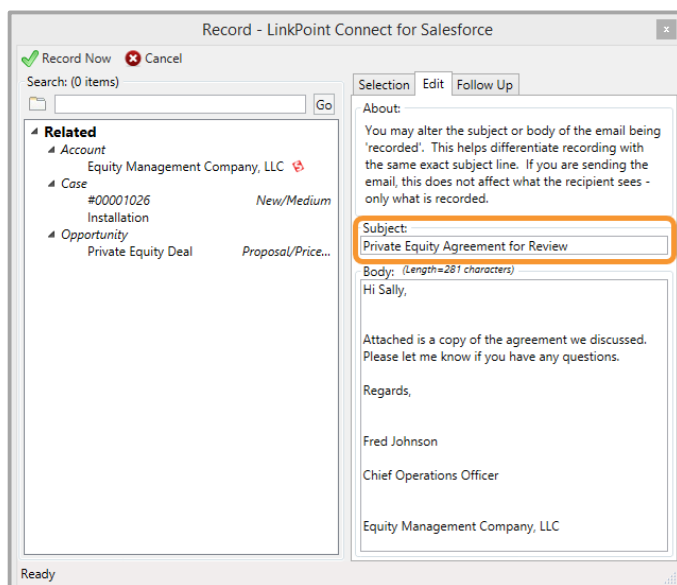 Record - LinkPoint Connect for Salesforce
x
Record Now Cancel
Search: (0 items)
Go
Related
Account
Equity Management Company, LLC
Case
#00001026 New/Medium
Installation
Opportunity
Private Equity Deal Proposal/Price...
Selection Edit Follow Up
About:
You may alter the subject or body of the email being
'recorded'. This helps differentiate recording with
the same exact subject line. If you are sending the
email, this does not affect what the recipient sees -
only what is recorded.
Subject:
Private Equity Agreement for Review
Body: (Length=281 characters)
Hi Sally,
Attached is a copy of the agreement we discussed.
Please let me know if you have any questions.
Regards,
Fred Johnson
Chief Operations Officer
Equity Management Company, LLC
Ready